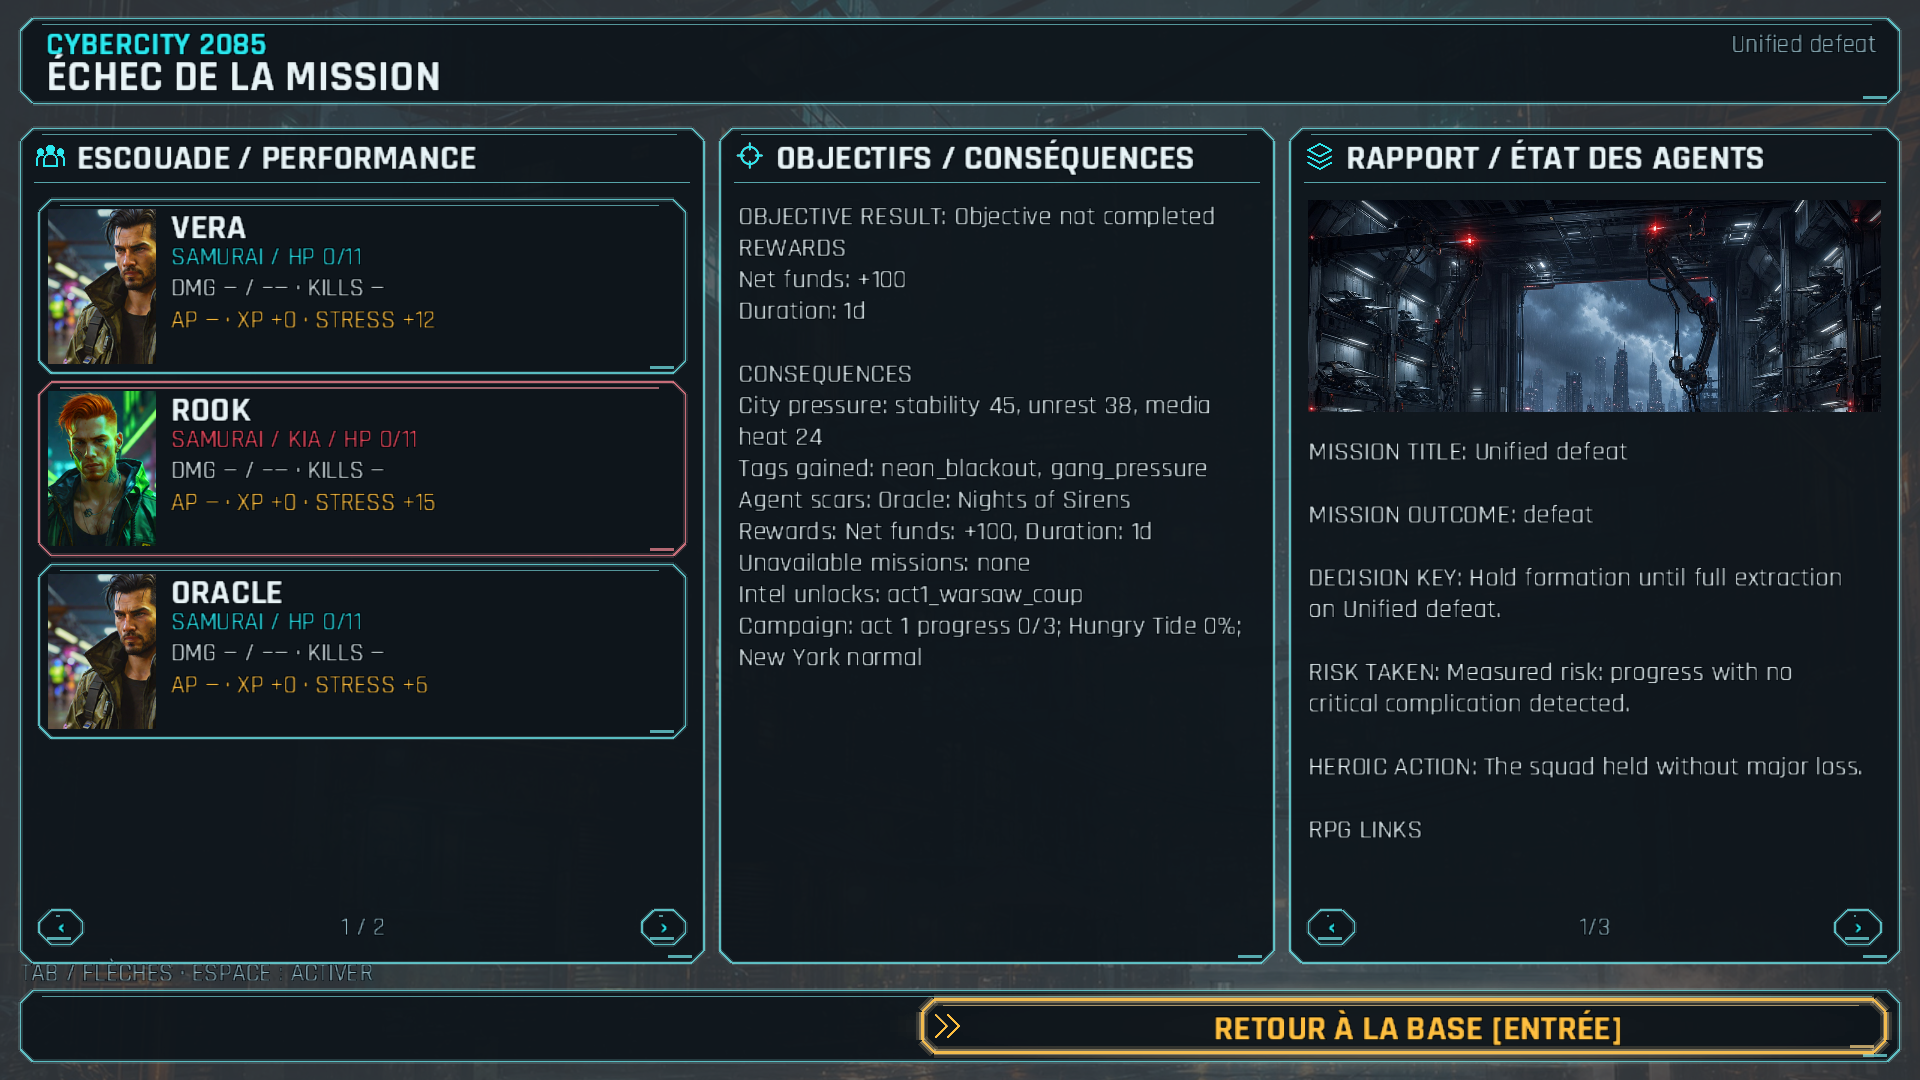 CYBERCITY 2085
ÉCHEC DE LA MISSION
Unified defeat
ESCOUADE / PERFORMANCE
VERA
SAMURAI / HP 0/11
DMG — / —— · KILLS —
AP — · XP +0 · STRESS +12
ROOK
SAMURAI / KIA / HP 0/11
DMG — / —— · KILLS —
AP — · XP +0 · STRESS +15
ORACLE
SAMURAI / HP 0/11
DMG — / —— · KILLS —
AP — · XP +0 · STRESS +6
‹
1 / 2
›
OBJECTIFS / CONSÉQUENCES
OBJECTIVE RESULT: Objective not completed
REWARDS
Net funds: +100
Duration: 1d
CONSEQUENCES
City pressure: stability 45, unrest 38, media
heat 24
Tags gained: neon_blackout, gang_pressure
Agent scars: Oracle: Nights of Sirens
Rewards: Net funds: +100, Duration: 1d
Unavailable missions: none
Intel unlocks: act1_warsaw_coup
Campaign: act 1 progress 0/3; Hungry Tide 0%;
New York normal
RAPPORT / ÉTAT DES AGENTS
MISSION TITLE: Unified defeat
MISSION OUTCOME: defeat
DECISION KEY: Hold formation until full extraction
on Unified defeat.
RISK TAKEN: Measured risk: progress with no
critical complication detected.
HEROIC ACTION: The squad held without major loss.
RPG LINKS
‹
1/3
›
TAB / FLÈCHES · ESPACE : ACTIVER
RETOUR À LA BASE [ENTRÉE]